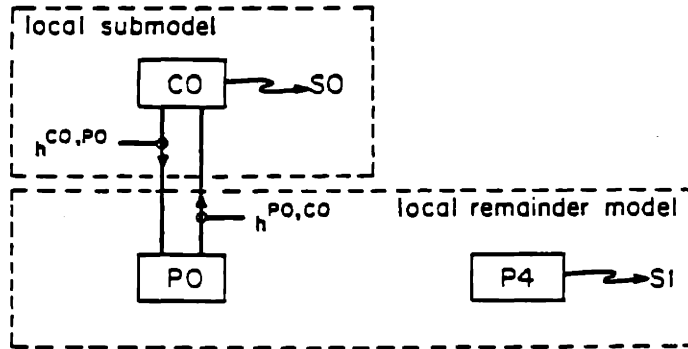 local submodel
CO
SO
h^CO,PO
h^PO,CO
local remainder model
PO
P4
S1